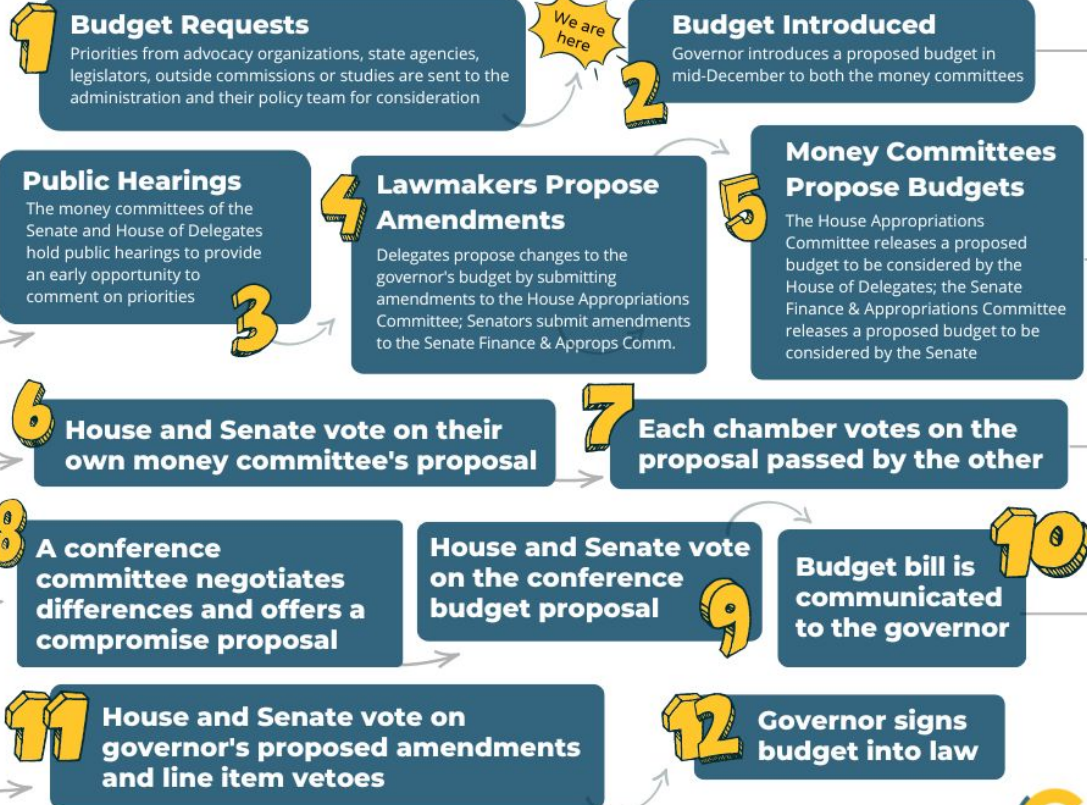 1
Budget Requests
Priorities from advocacy organizations, state agencies,
legislators, outside commissions or studies are sent to the
administration and their policy team for consideration
We are
here
2
Budget Introduced
Governor introduces a proposed budget in
mid-December to both the money committees
3
Public Hearings
The money committees of the
Senate and House of Delegates
hold public hearings to provide
an early opportunity to
comment on priorities
4
Lawmakers Propose
Amendments
Delegates propose changes to the
governor's budget by submitting
amendments to the House Appropriations
Committee; Senators submit amendments
to the Senate Finance & Approps Comm.
5
Money Committees
Propose Budgets
The House Appropriations
Committee releases a proposed
budget to be considered by the
House of Delegates; the Senate
Finance & Appropriations Committee
releases a proposed budget to be
considered by the Senate
6
House and Senate vote on their
own money committee's proposal
7
Each chamber votes on the
proposal passed by the other
8
A conference
committee negotiates
differences and offers a
compromise proposal
9
House and Senate vote
on the conference
budget proposal
10
Budget bill is
communicated
to the governor
11
House and Senate vote on
governor's proposed amendments
and line item vetoes
12
Governor signs
budget into law